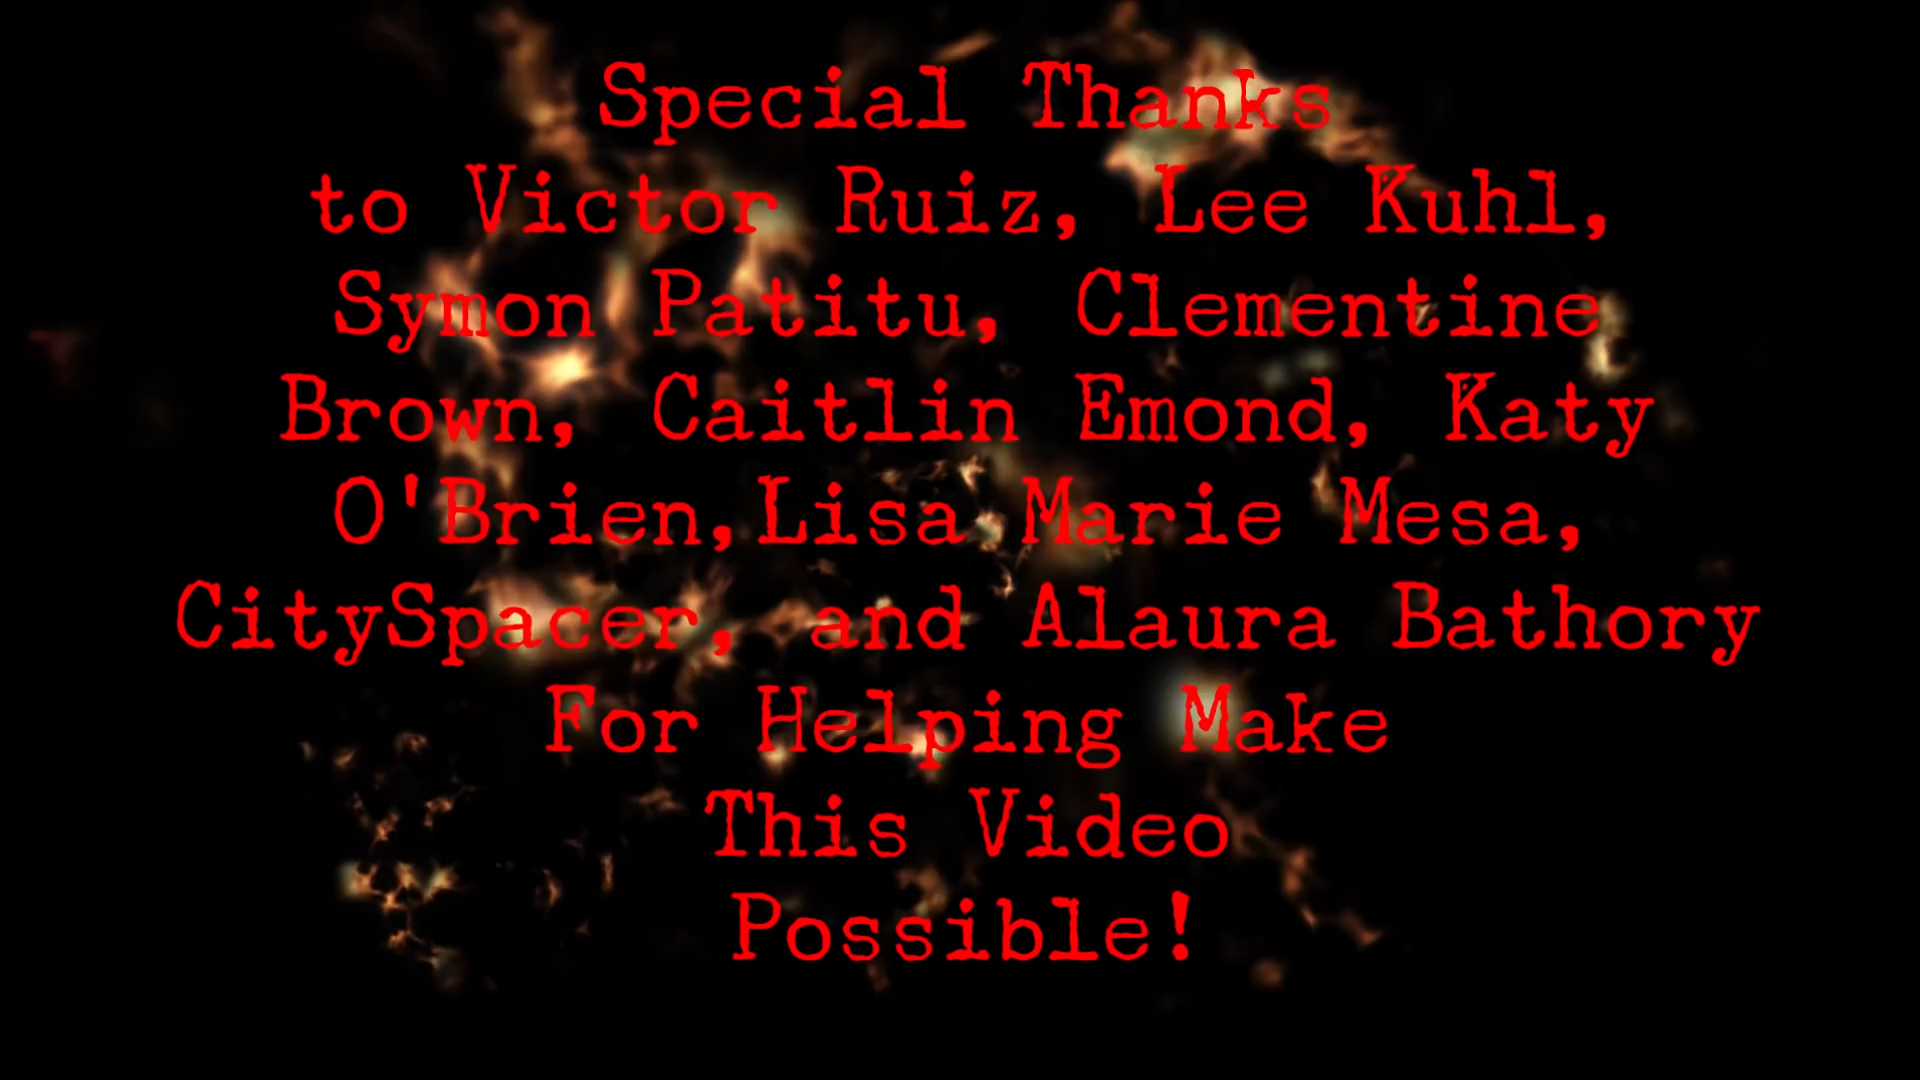 Special Thanks
to Victor Ruiz, Lee Kuhl,
Symon Patitu, Clementine
Brown, Caitlin Emond, Katy
O'Brien,Lisa Marie Mesa,
CitySpacer, and Alaura Bathory
For Helping Make
This Video
Possible!